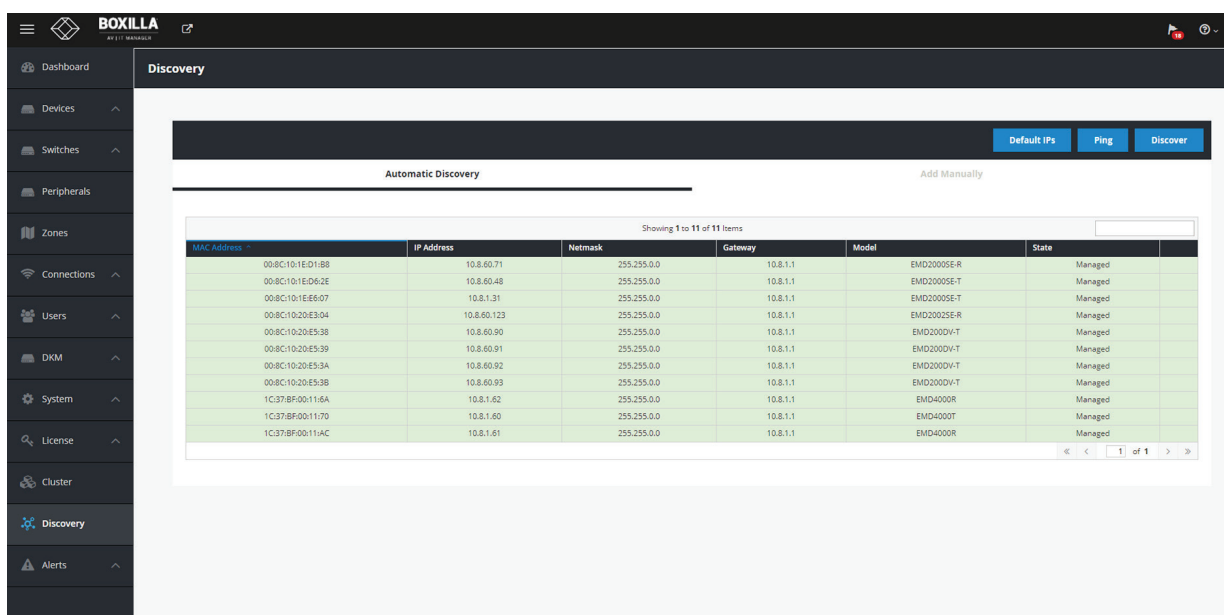 BOXILLA
AV | IT MANAGER
18
Dashboard
Devices
Switches
Peripherals
Zones
Connections
Users
DKM
System
License
Cluster
Discovery
Alerts
Discovery
Default IPs Ping Discover
Automatic Discovery Add Manually
Showing 1 to 11 of 11 Items
MAC Address IP Address Netmask Gateway Model State
00:8C:10:1E:D1:B8 10.8.60.71 255.255.0.0 10.8.1.1 EMD2000SE-R Managed
00:8C:10:1E:D6:2E 10.8.60.48 255.255.0.0 10.8.1.1 EMD2000SE-T Managed
00:8C:10:1E:E6:07 10.8.1.31 255.255.0.0 10.8.1.1 EMD2000SE-T Managed
00:8C:10:20:E3:04 10.8.60.123 255.255.0.0 10.8.1.1 EMD2002SE-R Managed
00:8C:10:20:E5:38 10.8.60.90 255.255.0.0 10.8.1.1 EMD200DV-T Managed
00:8C:10:20:E5:39 10.8.60.91 255.255.0.0 10.8.1.1 EMD200DV-T Managed
00:8C:10:20:E5:3A 10.8.60.92 255.255.0.0 10.8.1.1 EMD200DV-T Managed
00:8C:10:20:E5:3B 10.8.60.93 255.255.0.0 10.8.1.1 EMD200DV-T Managed
1C:37:BF:00:11:6A 10.8.1.62 255.255.0.0 10.8.1.1 EMD4000R Managed
1C:37:BF:00:11:70 10.8.1.60 255.255.0.0 10.8.1.1 EMD4000T Managed
1C:37:BF:00:11:AC 10.8.1.61 255.255.0.0 10.8.1.1 EMD4000R Managed
1 of 1